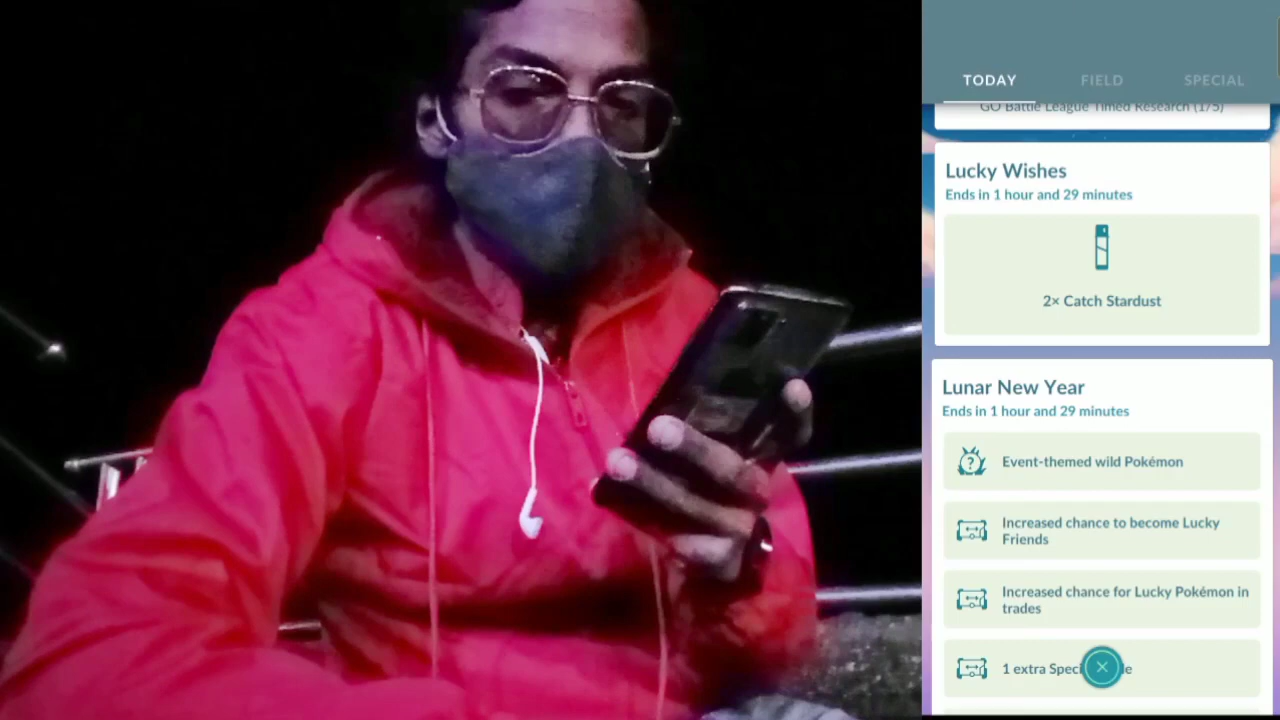 TODAY FIELD SPECIAL
GO Battle League Timed Research (1/5)
Lucky Wishes
Ends in 1 hour and 29 minutes
2× Catch Stardust
Lunar New Year
Ends in 1 hour and 29 minutes
Event-themed wild Pokémon
Increased chance to become Lucky
Friends
Increased chance for Lucky Pokémon in
trades
1 extra